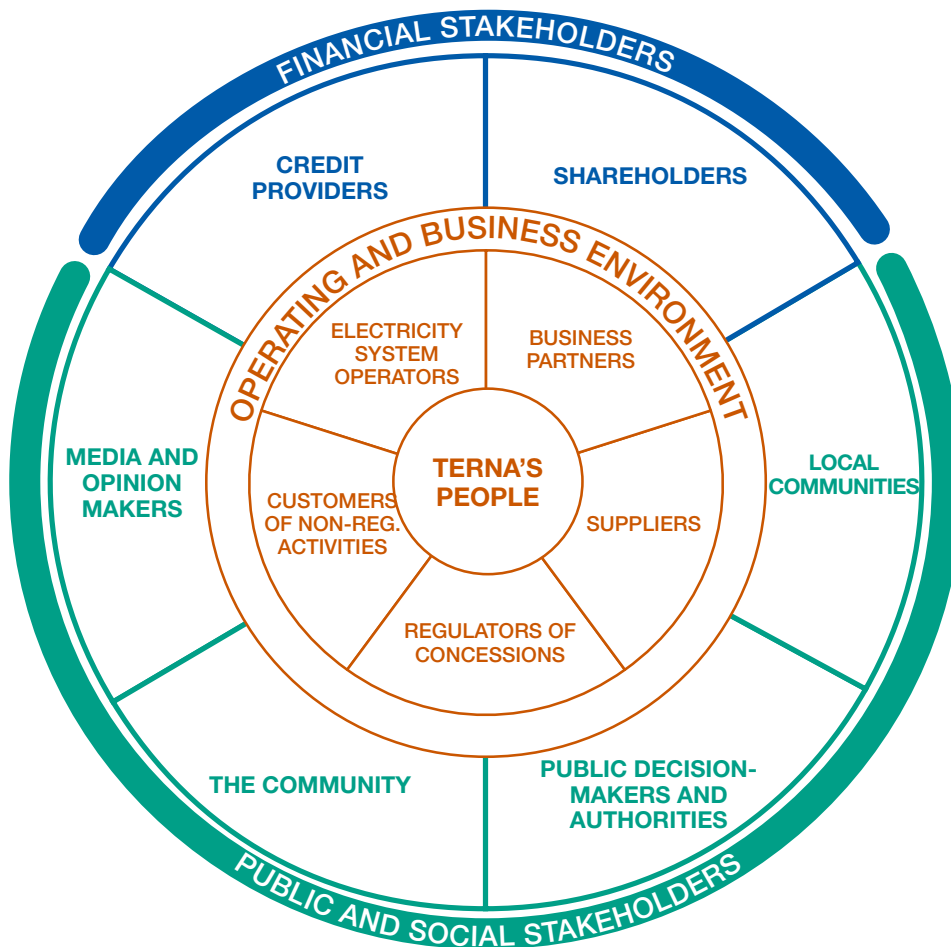 FINANCIAL STAKEHOLDERS
CREDIT
PROVIDERS
SHAREHOLDERS
OPERATING AND BUSINESS ENVIRONMENT
ELECTRICITY
SYSTEM
OPERATORS
BUSINESS
PARTNERS
MEDIA AND
OPINION
MAKERS
CUSTOMERS
OF NON-REG.
ACTIVITIES
TERNA'S
PEOPLE
SUPPLIERS
LOCAL
COMMUNITIES
REGULATORS OF
CONCESSIONS
THE COMMUNITY
PUBLIC DECISION-
MAKERS AND
AUTHORITIES
PUBLIC AND SOCIAL STAKEHOLDERS